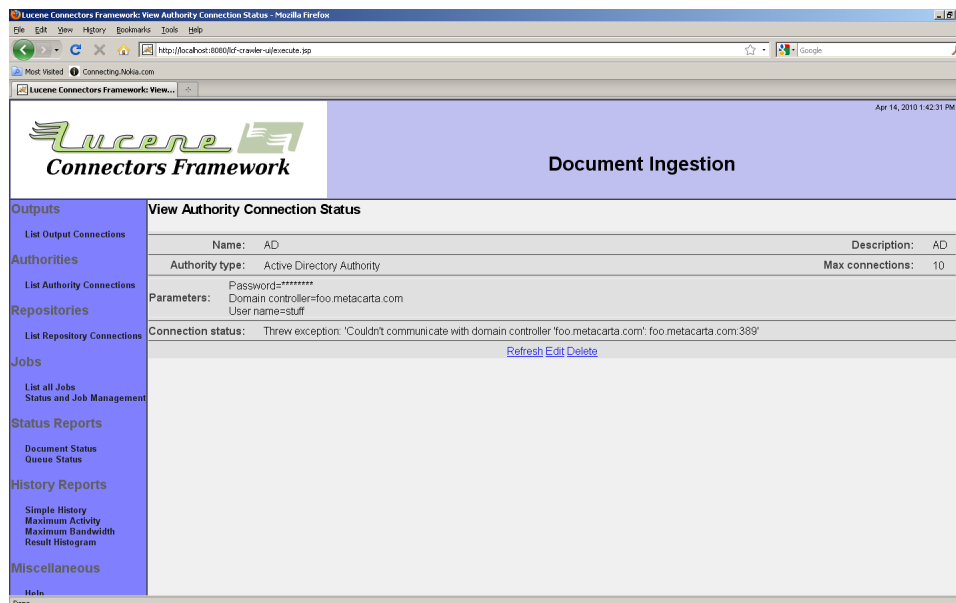 Lucene Connectors Framework: View Authority Connection Status - Mozilla Firefox
File Edit View History Bookmarks Tools Help
http://localhost:8080/lcf-crawler-ui/execute.jsp
Google
Most Visited Connecting.Nokia.com
Lucene Connectors Framework: View...
Apr 14, 2010 1:42:31 PM
Lucene
Connectors Framework
Document Ingestion
Outputs
List Output Connections
Authorities
List Authority Connections
Repositories
List Repository Connections
Jobs
List all Jobs
Status and Job Management
Status Reports
Document Status
Queue Status
History Reports
Simple History
Maximum Activity
Maximum Bandwidth
Result Histogram
Miscellaneous
Help
View Authority Connection Status
Name: AD Description: AD
Authority type: Active Directory Authority Max connections: 10
Parameters:
Password=********
Domain controller=foo.metacarta.com
User name=stuff
Connection status: Threw exception: 'Couldn't communicate with domain controller 'foo.metacarta.com': foo.metacarta.com:389'
Refresh Edit Delete
Done